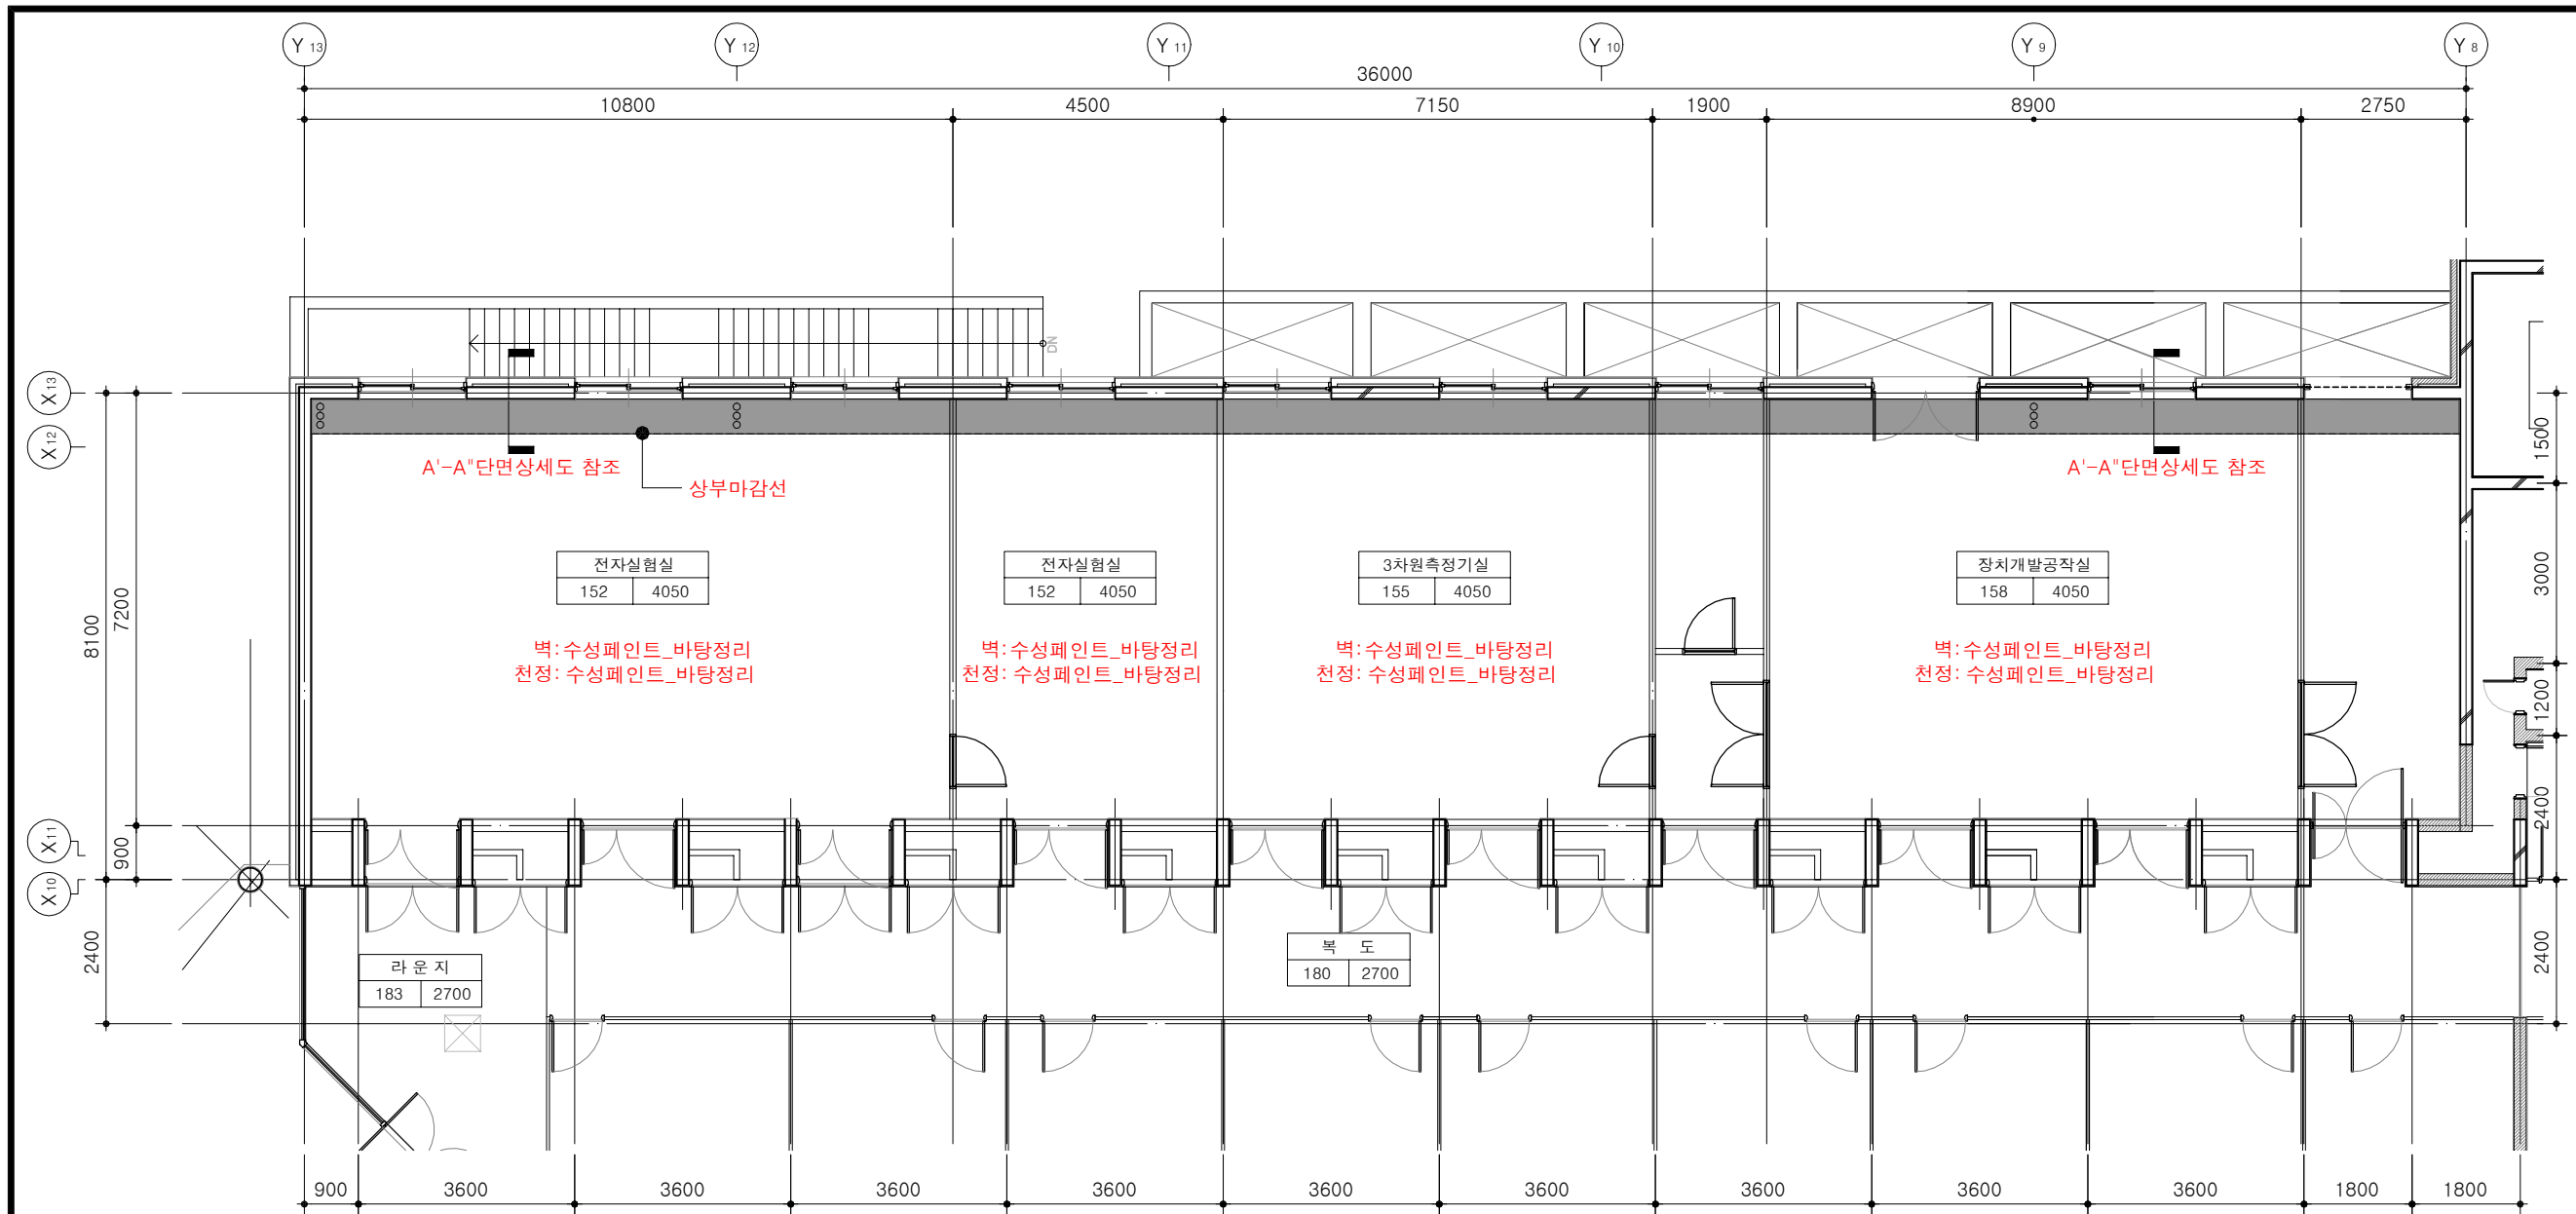 Y 13
Y 12
Y 11
Y 10
Y 9
Y 8
36000
10800
4500
7150
1900
8900
2750
DN
X13
X12
1500
A'-A"단면상세도 참조
A'-A"단면상세도 참조
상부마감선
전자실험실
152 4050
전자실험실
152 4050
3차원측정기실
155 4050
장치개발공작실
158 4050
3000
7200
8100
벽:수성페인트_바탕정리
천정: 수성페인트_바탕정리
벽:수성페인트_바탕정리
천정: 수성페인트_바탕정리
벽:수성페인트_바탕정리
천정: 수성페인트_바탕정리
벽:수성페인트_바탕정리
천정: 수성페인트_바탕정리
1200
2400
X11
900
X10
2400
2400
복 도
180 2700
라 운 지
183 2700
900
3600
3600
3600
3600
3600
3600
3600
3600
3600
1800
1800